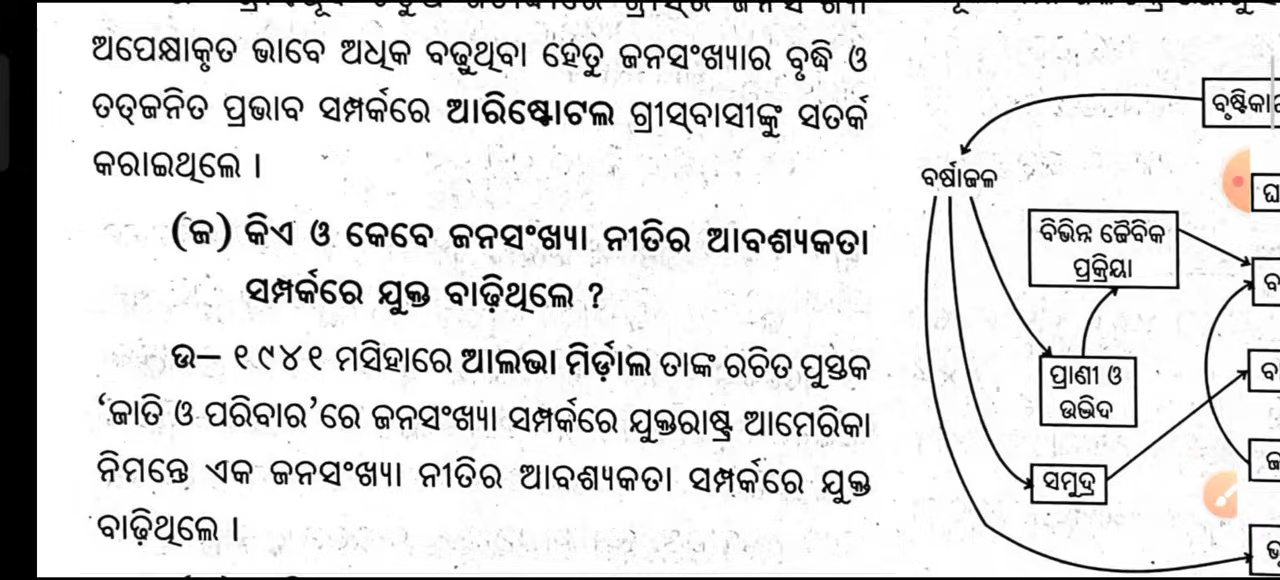 ଅପେକ୍ଷାକୃତ ଭାବେ ଅଧିକ ବଢୁଥିବା ହେତୁ ଜନସଂଖ୍ୟାର ବୃଦ୍ଧି ଓ
ତତ୍‌ଜନିତ ପ୍ରଭାବ ସମ୍ପର୍କରେ ଆରିଷ୍ଟୋଟଲ ଗ୍ରୀସ୍‌ବାସୀଙ୍କୁ ସତର୍କ
କରାଇଥିଲେ ।
(ଜ) କିଏ ଓ କେବେ ଜନସଂଖ୍ୟା ନୀତିର ଆବଶ୍ୟକତା
ସମ୍ପର୍କରେ ଯୁକ୍ତ ବାଢ଼ିଥିଲେ ?
ଉ– ୧୯୪୧ ମସିହାରେ ଆଲଭା ମିର୍ଡ଼ାଲ ତାଙ୍କ ରଚିତ ପୁସ୍ତକ
‘ଜାତି ଓ ପରିବାର’ରେ ଜନସଂଖ୍ୟା ସମ୍ପର୍କରେ ଯୁକ୍ତରାଷ୍ଟ୍ର ଆମେରିକା
ନିମନ୍ତେ ଏକ ଜନସଂଖ୍ୟା ନୀତିର ଆବଶ୍ୟକତା ସମ୍ପର୍କରେ ଯୁକ୍ତ
ବାଢ଼ିଥିଲେ ।
ବର୍ଷାଜଳ
ବିଭିନ୍ନ ଜୈବିକ
ପ୍ରକ୍ରିୟା
ପ୍ରାଣୀ ଓ
ଉଦ୍ଭିଦ
ସମୁଦ୍ର